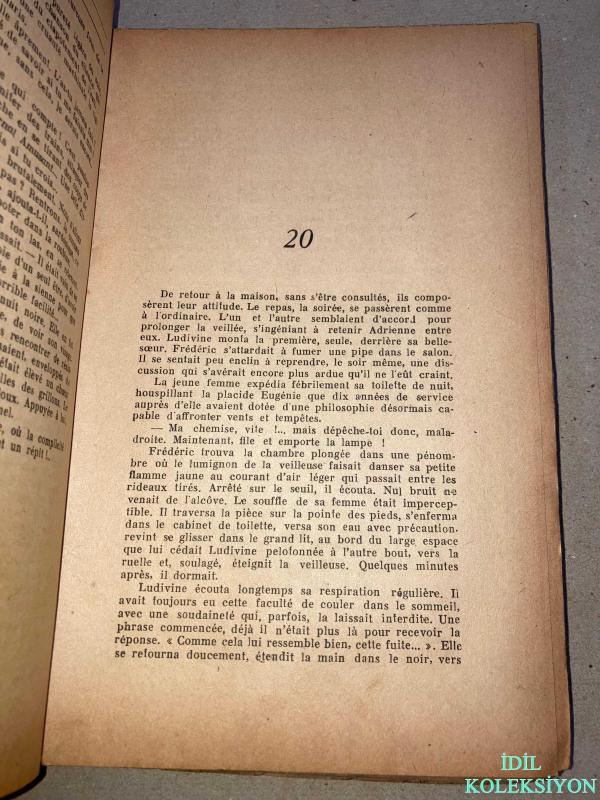 20
De retour à la maison, sans s'être consultés, ils compo-
sèrent leur attitude. Le repas, la soirée, se passèrent comme
à l'ordinaire. L'un et l'autre semblaient d'accord pour
prolonger la veillée, s'ingéniant à retenir Adrienne entre
eux. Ludivine monta la première, seule, derrière sa belle-
sœur. Frédéric s'attardait à fumer une pipe dans le salon.
Il se sentait peu enclin à reprendre, le soir même, une dis-
cussion qui s'avérait encore plus ardue qu'il ne l'eût craint.
La jeune femme expédia fébrilement sa toilette de nuit,
houspillant la placide Eugénie que dix années de service
auprès d'elle avaient dotée d'une philosophie désormais ca-
pable d'affronter vents et tempêtes.
— Ma chemise, vite !... mais dépêche-toi donc, mala-
droite. Maintenant, file et emporte la lampe !
Frédéric trouva la chambre plongée dans une pénom-
bre où le lumignon de la veilleuse faisait danser sa petite
flamme jaune au courant d'air léger qui passait entre les
rideaux tirés. Arrêté sur le seuil, il écouta. Nul bruit ne
venait de l'alcôve. Le souffle de sa femme était impercep-
tible. Il traversa la pièce sur la pointe des pieds, s'enferma
dans le cabinet de toilette, versa son eau avec précaution.
revint se glisser dans le grand lit, au bord du large espace
que lui cédait Ludivine pelotonnée à l'autre bout, vers la
ruelle et, soulagé, éteignit la veilleuse. Quelques minutes
après, il dormait.
Ludivine écouta longtemps sa respiration régulière. Il
avait toujours eu cette faculté de couler dans le sommeil,
avec une soudaineté qui, parfois, la laissait interdite. Une
phrase commencée, déjà il n'était plus là pour recevoir la
réponse. « Comme cela lui ressemble bien, cette fuite... ». Elle
se retourna doucement, étendit la main dans le noir, vers
İDİL
KOLEKSİYON